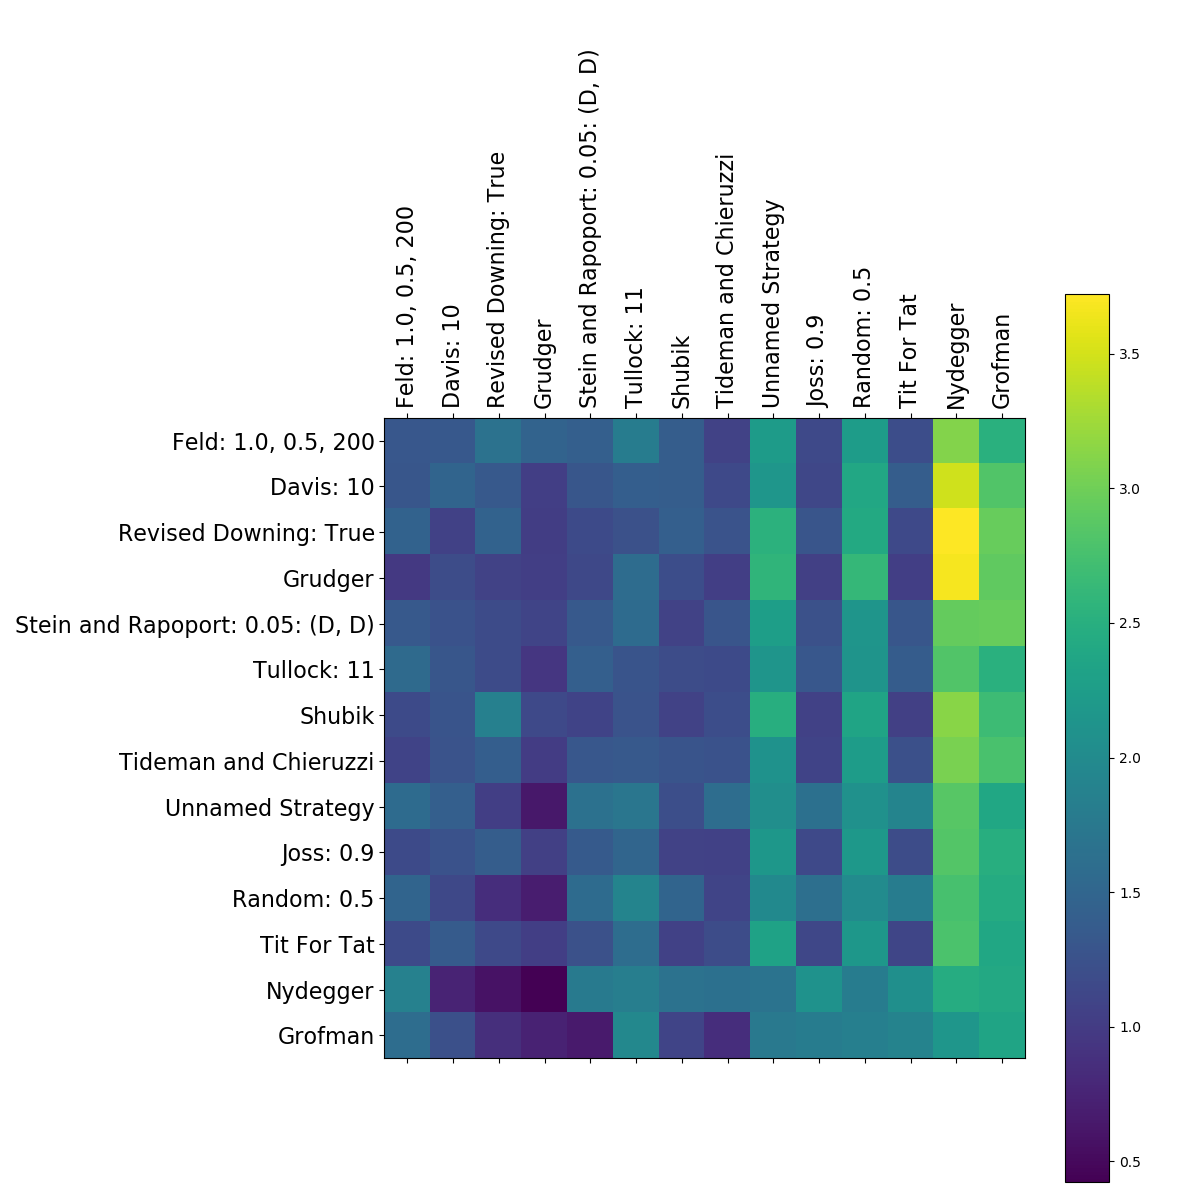 Feld: 1.0, 0.5, 200
Davis: 10
Revised Downing: True
Grudger
Stein and Rapoport: 0.05: (D, D)
Tullock: 11
Shubik
Tideman and Chieruzzi
Unnamed Strategy
Joss: 0.9
Random: 0.5
Tit For Tat
Nydegger
Grofman
Feld: 1.0, 0.5, 200
Davis: 10
Revised Downing: True
Grudger
Stein and Rapoport: 0.05: (D, D)
Tullock: 11
Shubik
Tideman and Chieruzzi
Unnamed Strategy
Joss: 0.9
Random: 0.5
Tit For Tat
Nydegger
Grofman
3.5
3.0
2.5
2.0
1.5
1.0
0.5